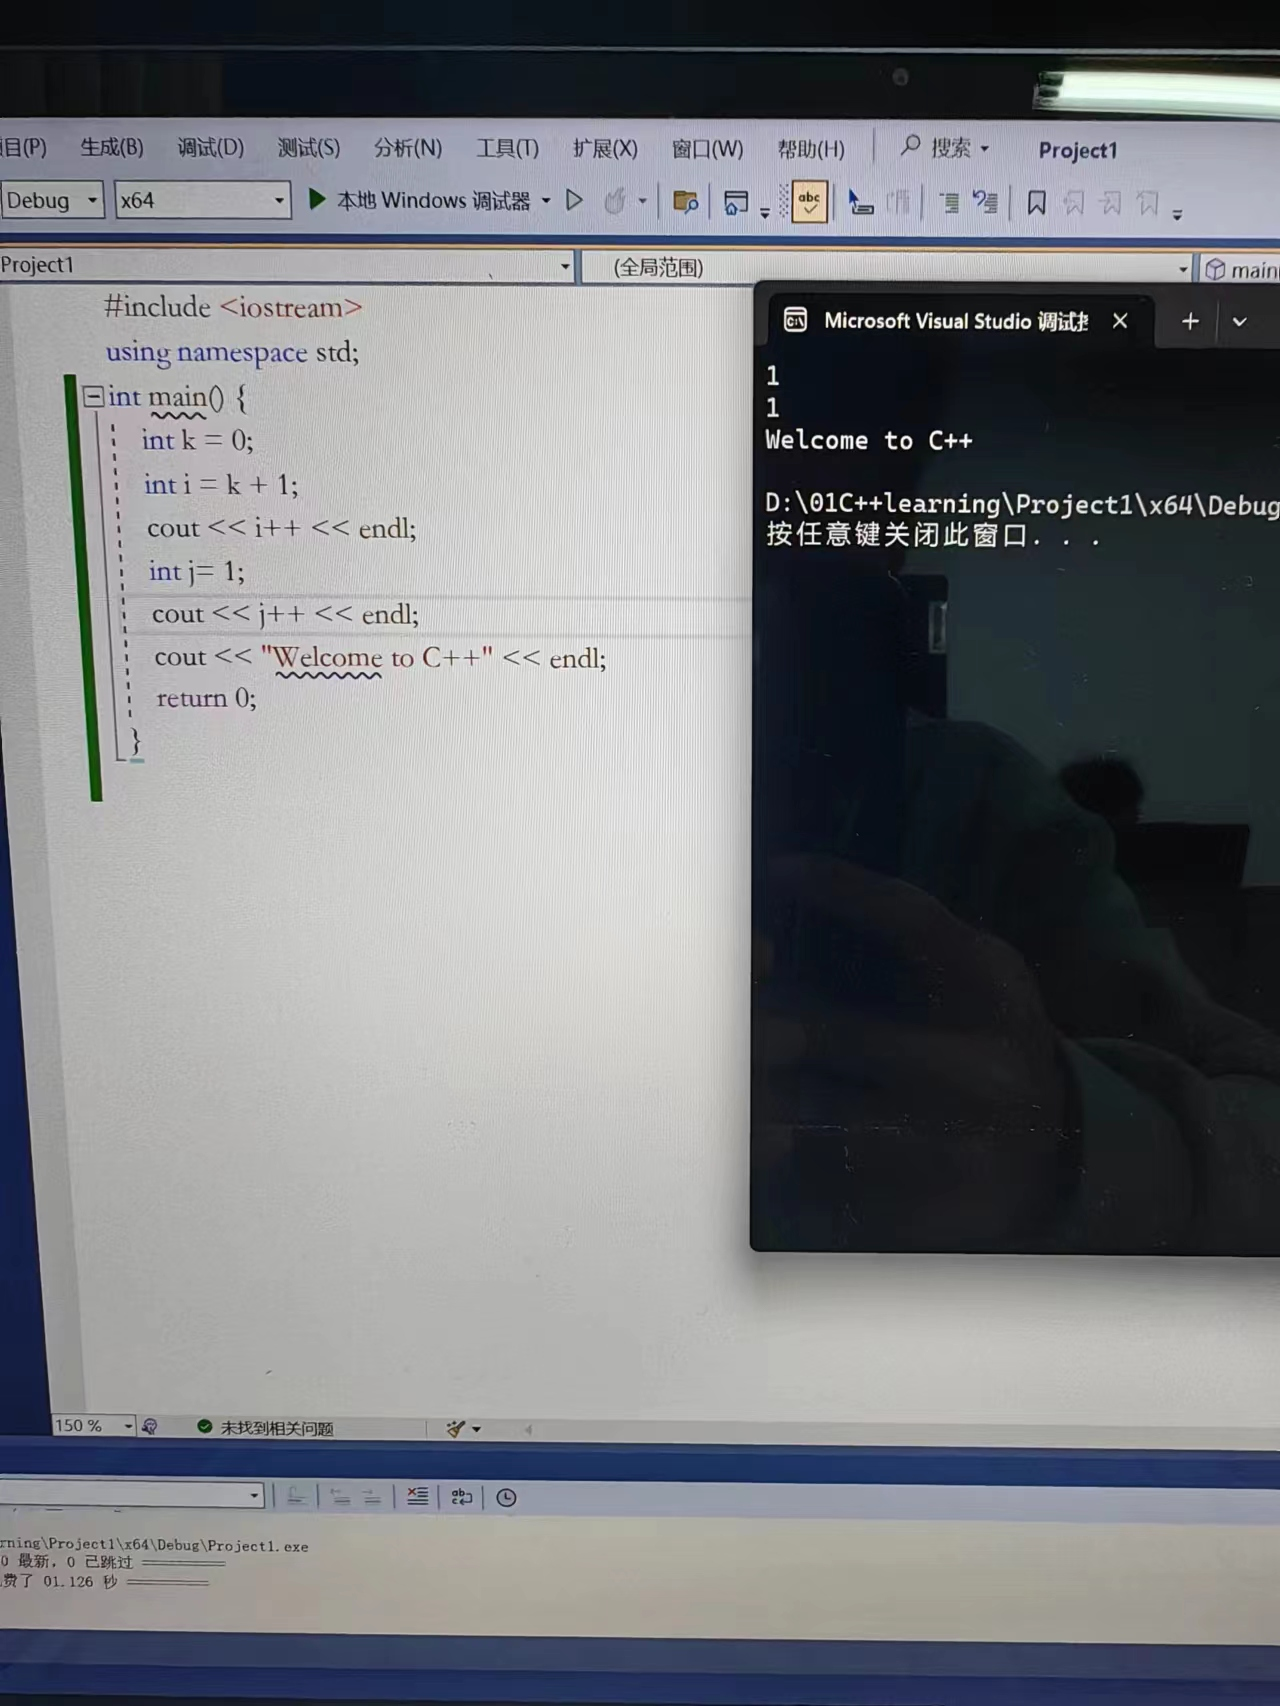 生成(B) 调试(D) 测试(S) 分析(N) 工具(T) 扩展(X) 窗口(W) 帮助(H) 搜索 Project1
Debug x64 本地 Windows 调试器 abc
Project1 (全局范围) main
#include <iostream>
using namespace std;
int main() {
int k = 0;
int i = k + 1;
cout << i++ << endl;
int j= 1;
cout << j++ << endl;
cout << "Welcome to C++" << endl;
return 0;
}
Microsoft Visual Studio 调试
1
1
Welcome to C++
D:\01C++learning\Project1\x64\Debug
按任意键关闭此窗口. . .
150 % 未找到相关问题
rning\Project1\x64\Debug\Project1.exe
0 最新，0 已跳过 ==========
费了 01.126 秒 ==========